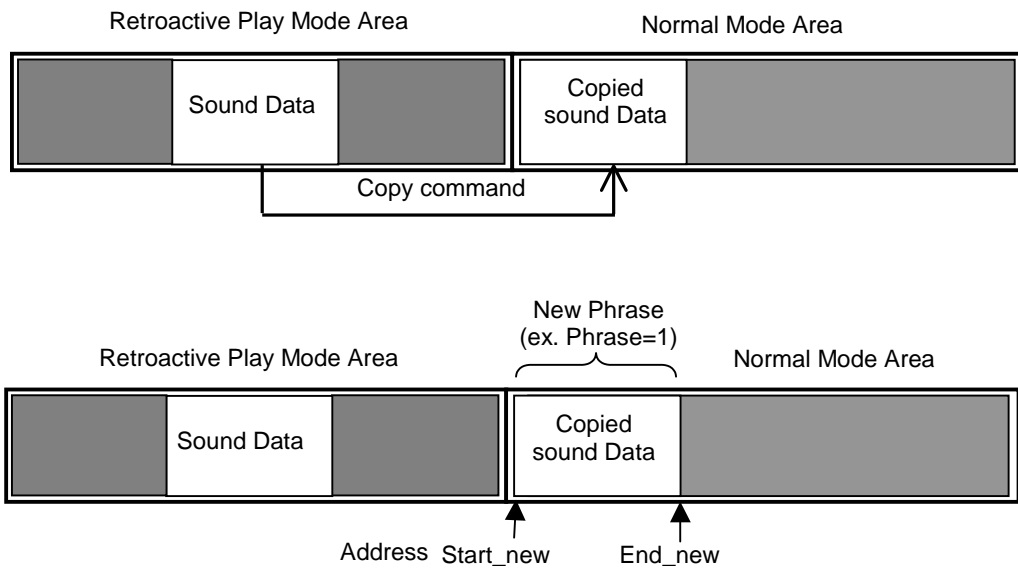 Retroactive Play Mode Area
Normal Mode Area
Sound Data
Copied
sound Data
Copy command
New Phrase
(ex. Phrase=1)
Retroactive Play Mode Area
Normal Mode Area
Sound Data
Copied
sound Data
Address Start_new End_new